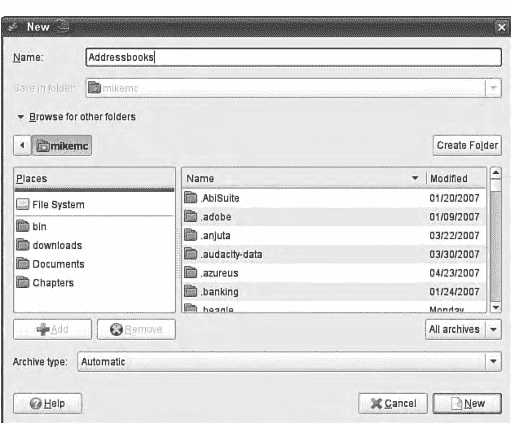 New
Name: Addressbooks
Save in folder: mikemc
Browse for other folders
mikemc
Create Folder
Places
File System
bin
downloads
Documents
Chapters
Name Modified
.AbiSuite 01/20/2007
.adobe 01/09/2007
.anjuta 03/22/2007
.audacity-data 03/30/2007
.azureus 04/23/2007
.banking 01/24/2007
.beagle Monday
Add Remove
All archives
Archive type: Automatic
Help Cancel New